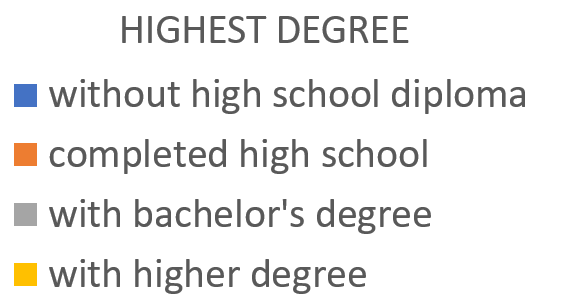 HIGHEST DEGREE
without high school diploma
completed high school
with bachelor's degree
with higher degree